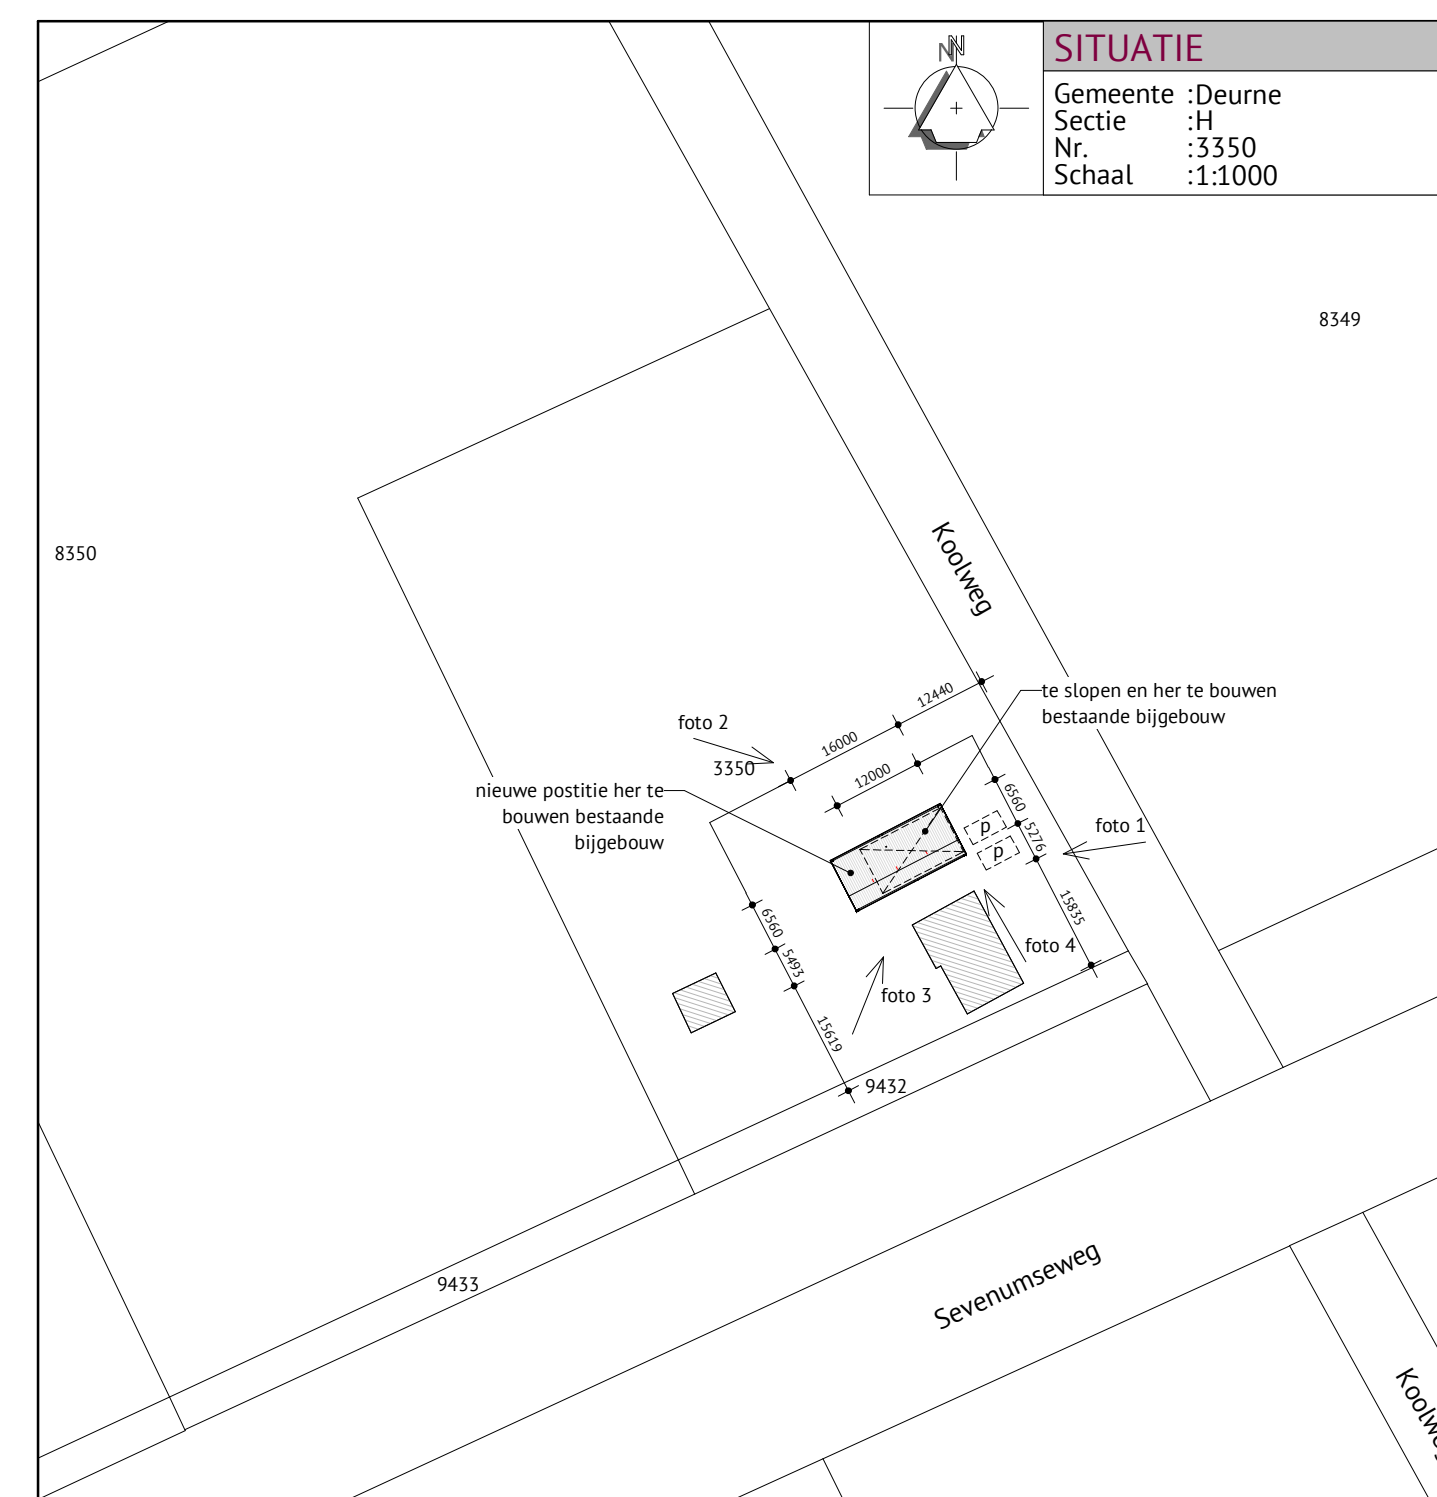 N N
SITUATIE
Gemeente :Deurne
Sectie :H
Nr. :3350
Schaal :1:1000
8349
8350
Koolweg
12440
te slopen en her te bouwen
bestaande bijgebouw
foto 2
16000
3350
12000
nieuwe postitie her te
bouwen bestaande
bijgebouw
6560
5276
15835
p
p
foto 1
6560
5493
15619
foto 4
foto 3
9432
9433
Sevenumseweg
Koolweg